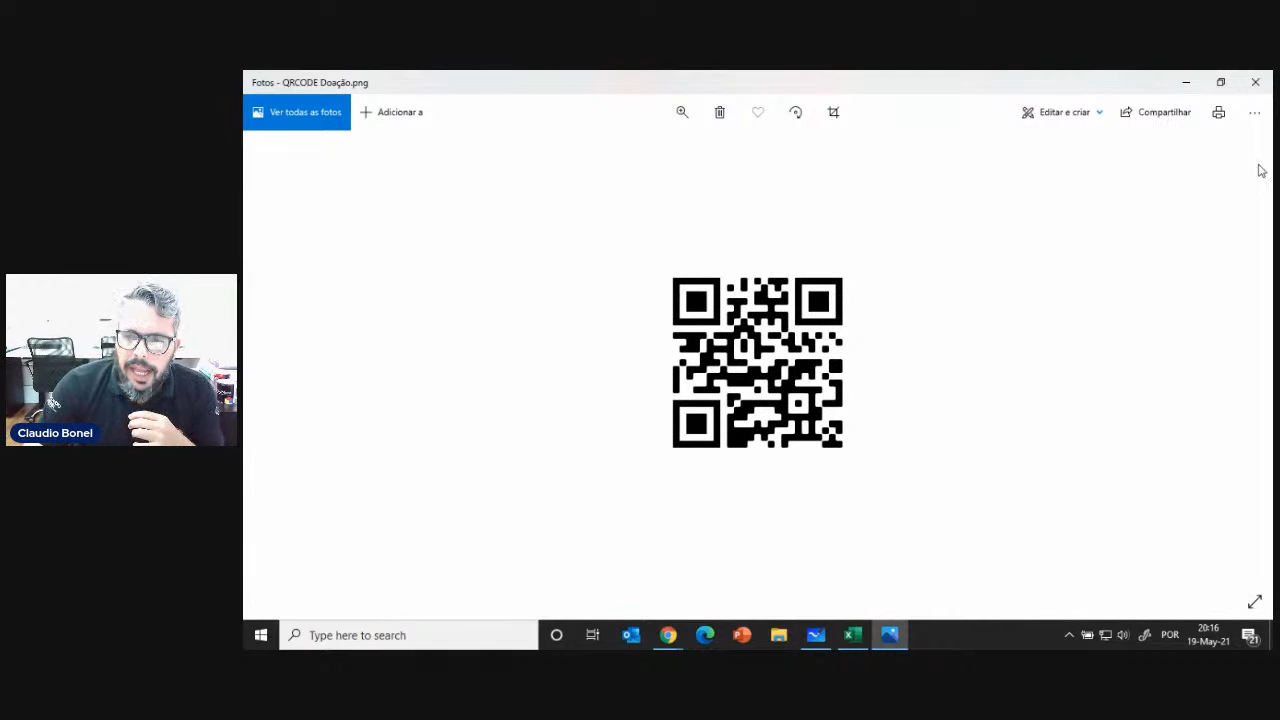 Fotos - QRCODE Doação.png
Ver todas as fotos
Adicionar a
Editar e criar
Compartilhar
Claudio Bonel
Type here to search
POR
20:16
19-May-21
21